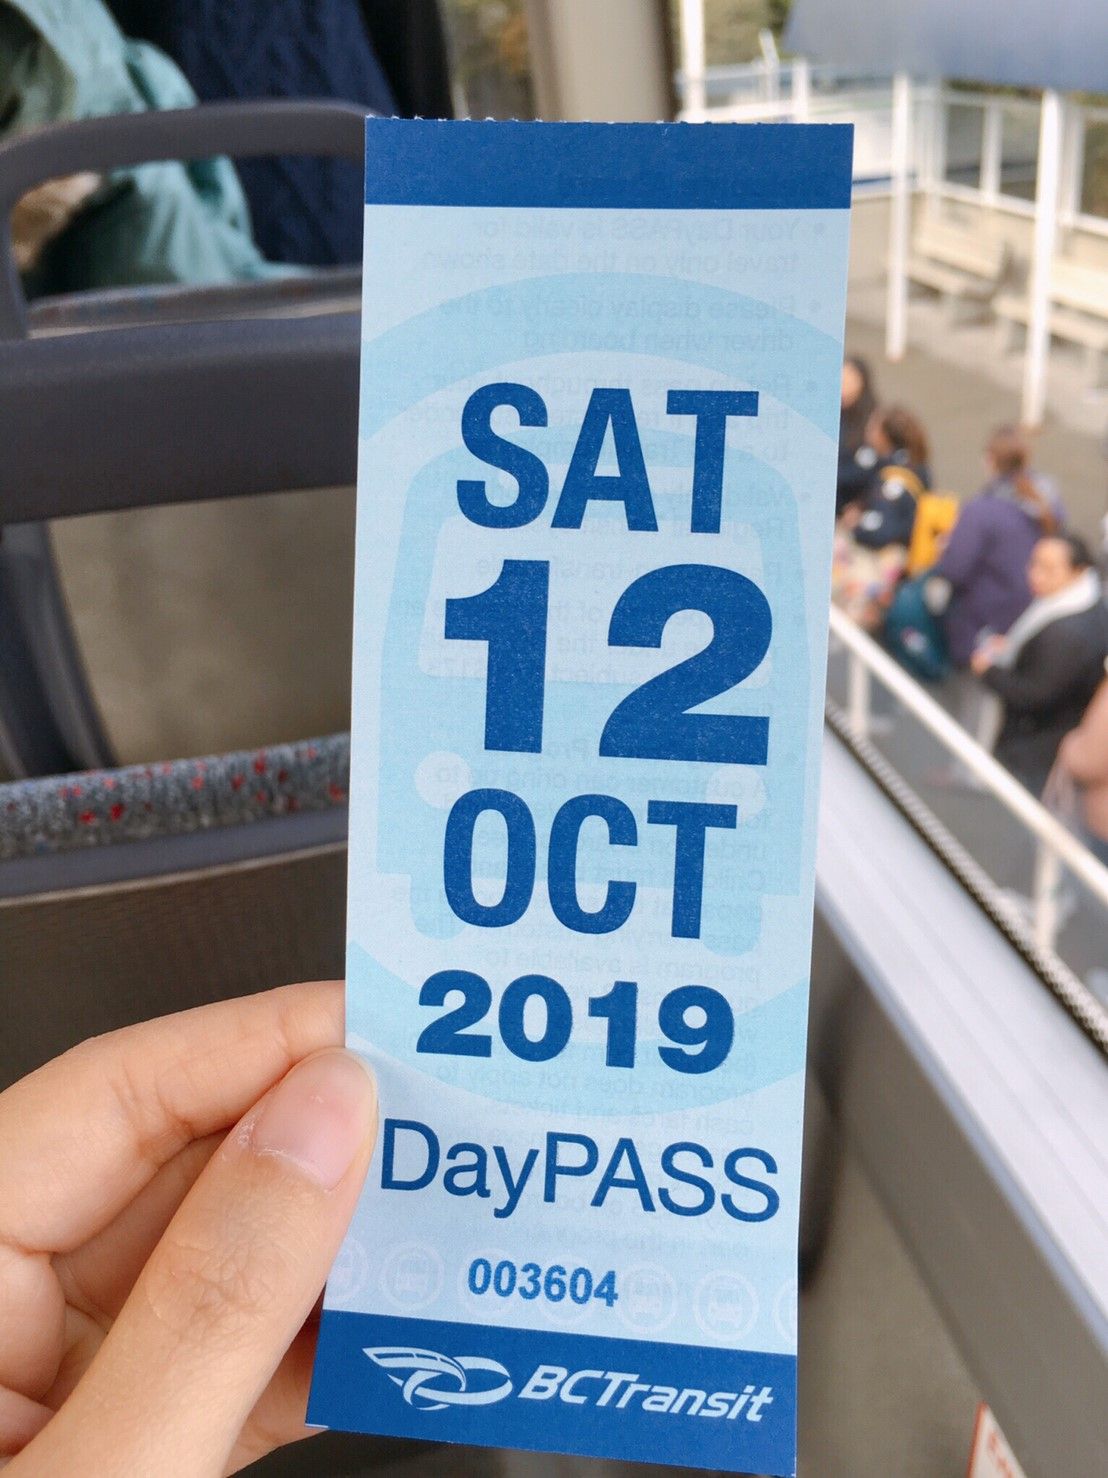 SAT
12
OCT
2019
DayPASS
003604
BCTransit